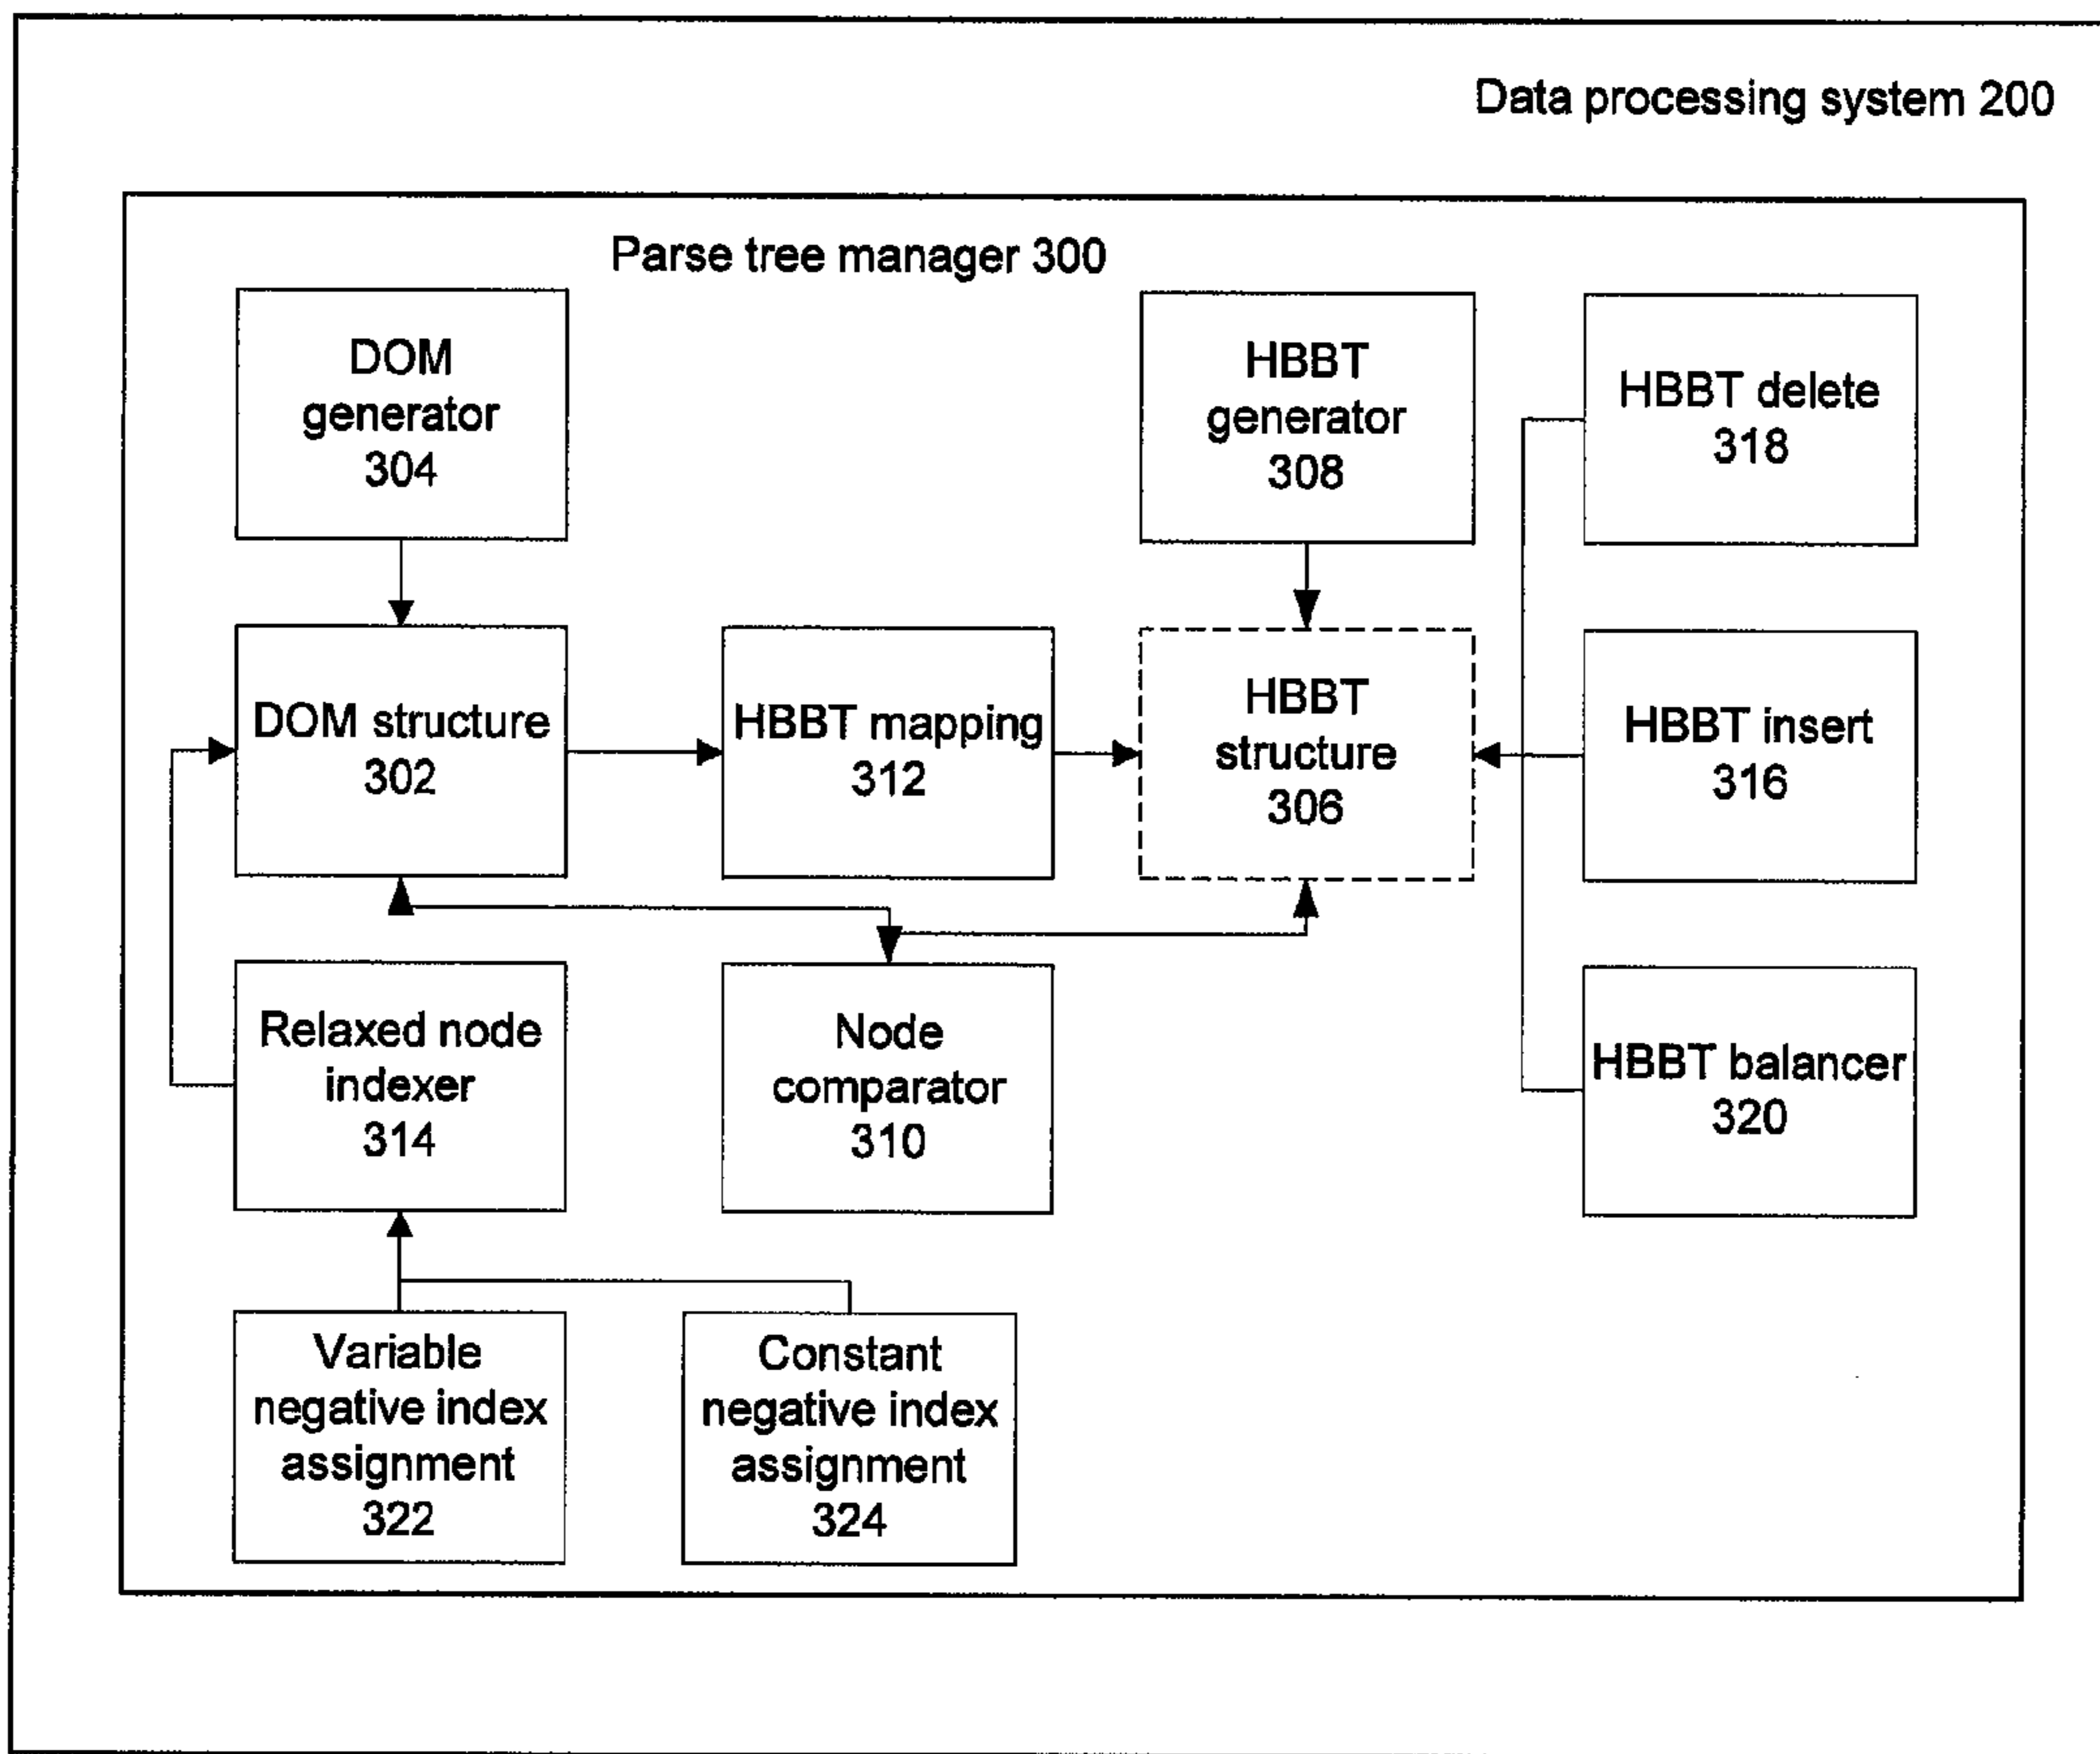 Data processing system 200
Parse tree manager 300
DOM
generator
304
HBBT
generator
308
HBBT delete
318
DOM structure
302
HBBT mapping
312
HBBT
structure
306
HBBT insert
316
Relaxed node
indexer
314
Node
comparator
310
HBBT balancer
320
Variable
negative index
assignment
322
Constant
negative index
assignment
324